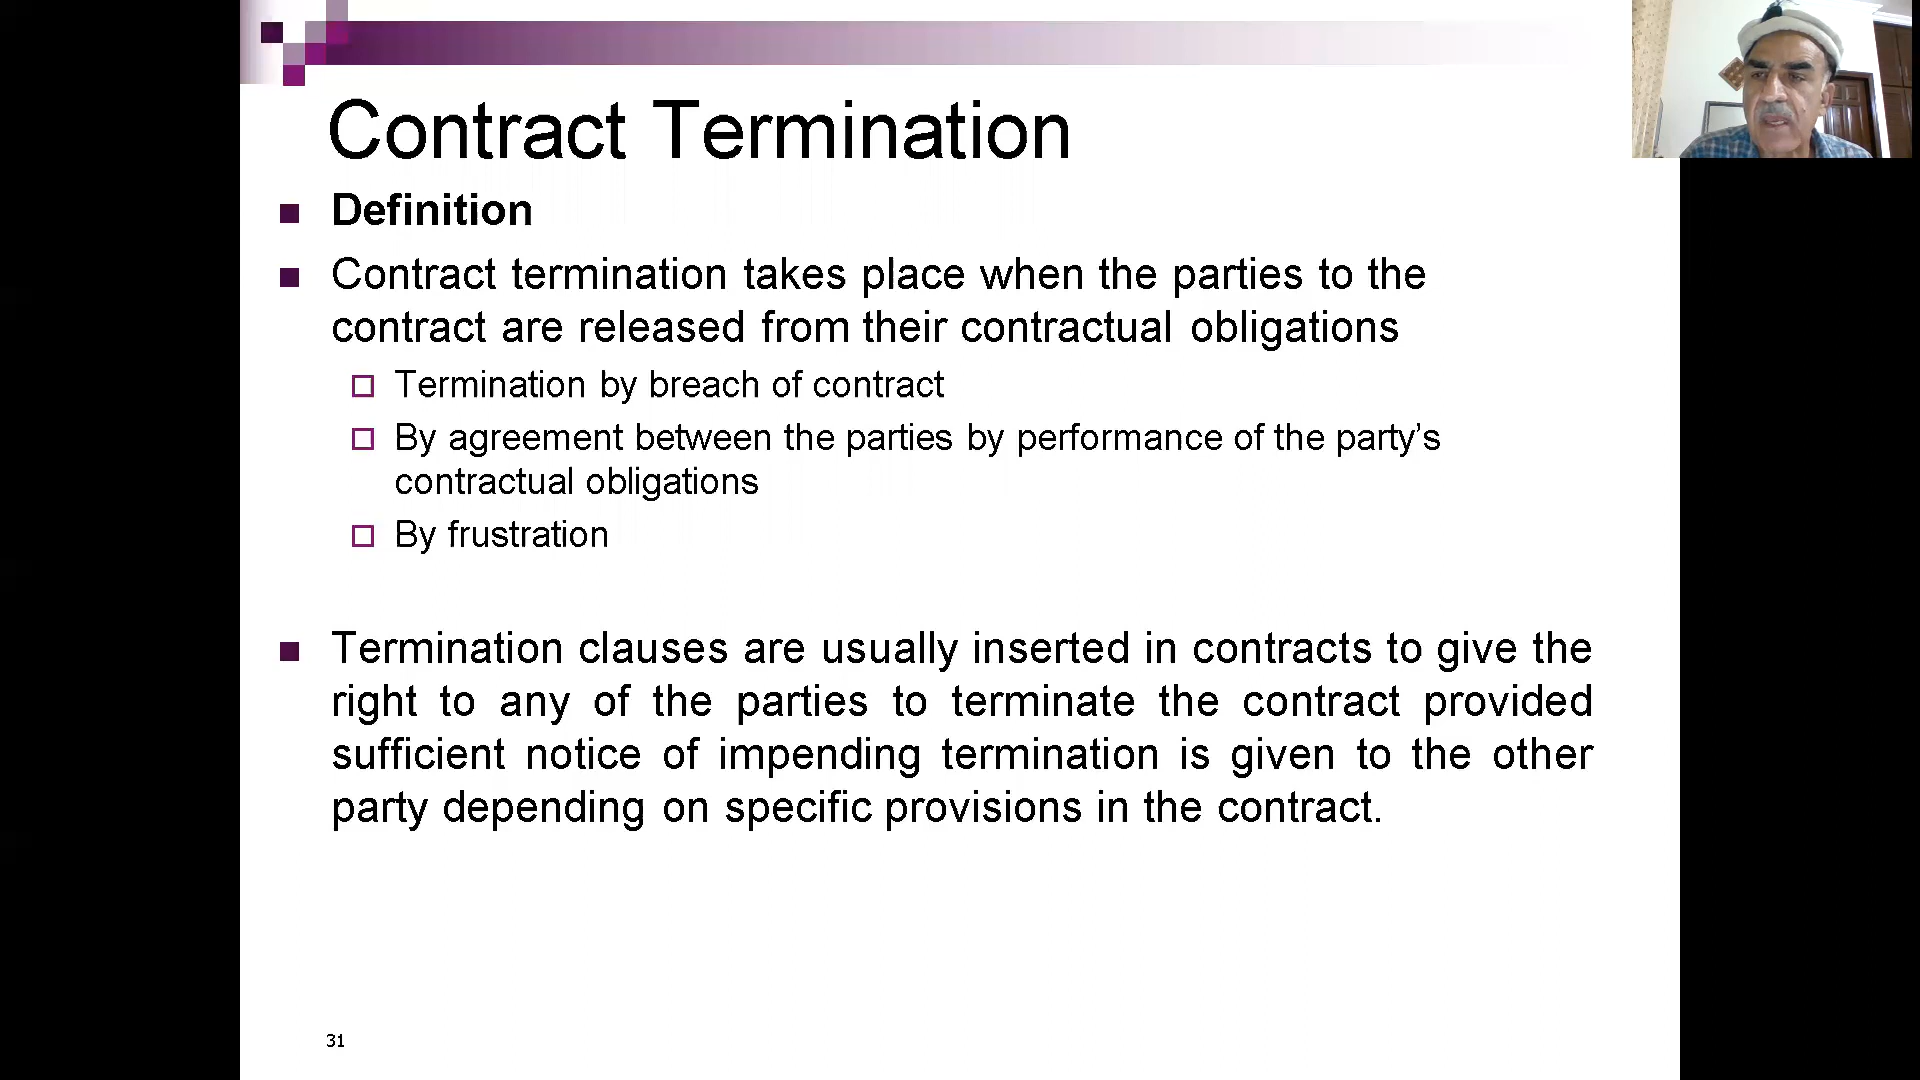 Contract Termination
Definition
Contract termination takes place when the parties to the
contract are released from their contractual obligations
Termination by breach of contract
By agreement between the parties by performance of the party’s
contractual obligations
By frustration
Termination clauses are usually inserted in contracts to give the
right to any of the parties to terminate the contract provided
sufficient notice of impending termination is given to the other
party depending on specific provisions in the contract.
31